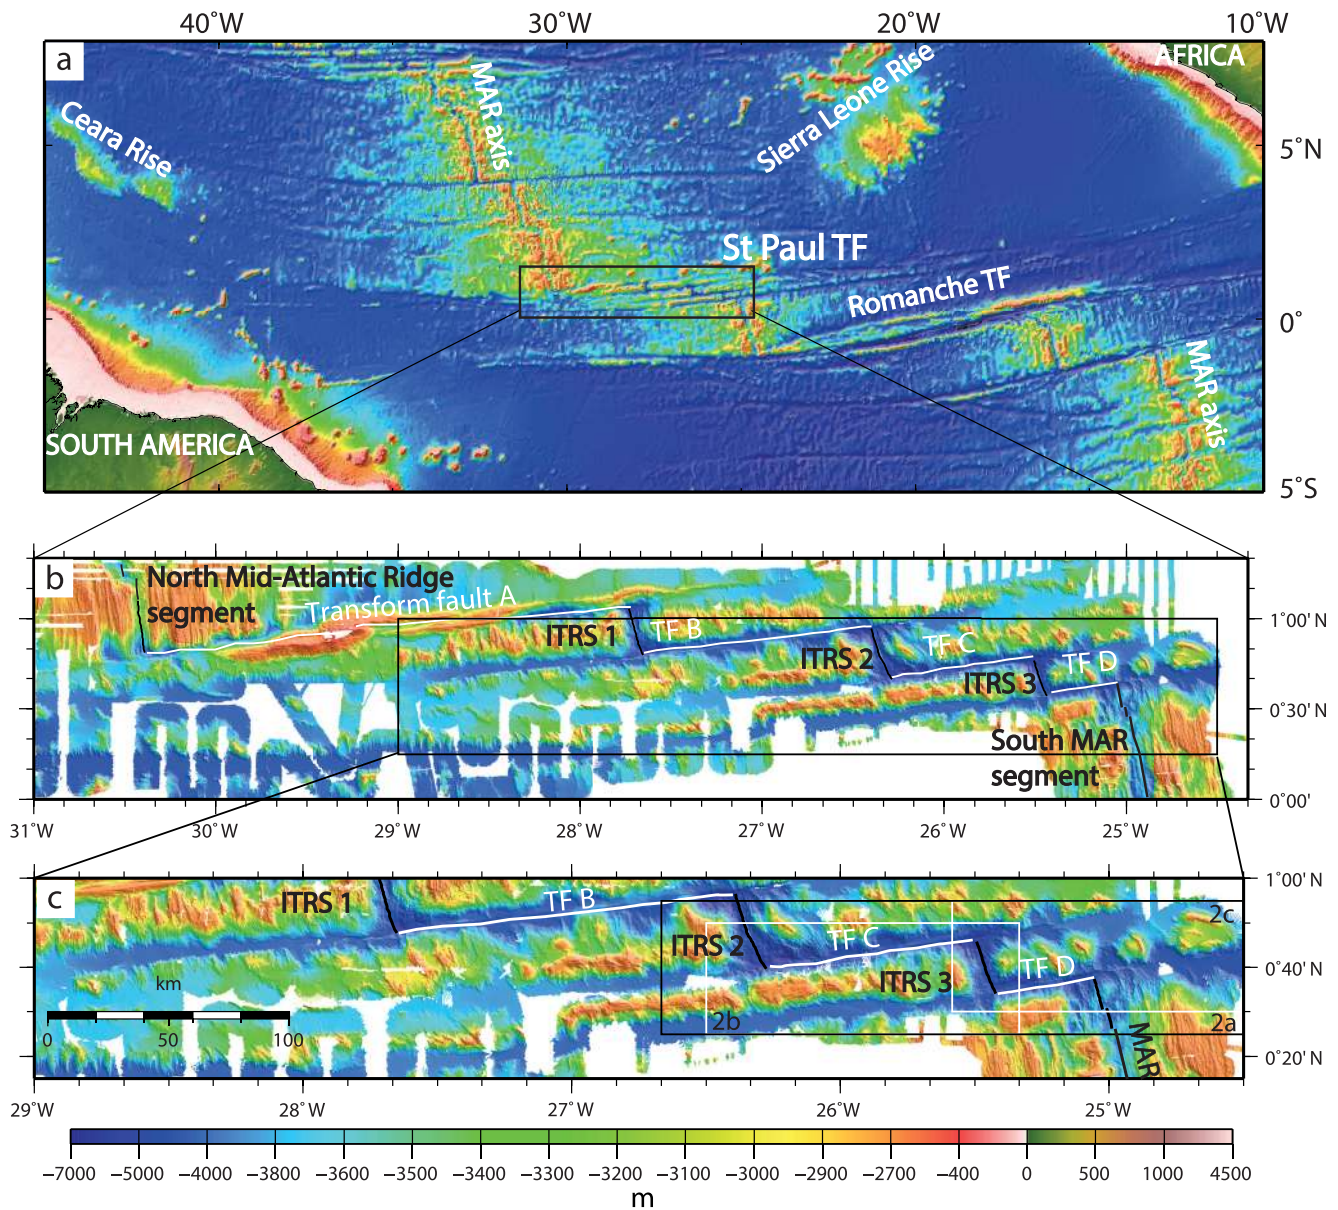 40˚W 30˚W 20˚W 10˚W
a
AFRICA
MAR axis
Sierra Leone Rise
Ceara Rise
5˚N
St Paul TF
Romanche TF
0˚
MAR axis
SOUTH AMERICA
5˚S
b
North Mid-Atlantic Ridge
segment
Transform fault A
ITRS 1
TF B
ITRS 2
TF C
ITRS 3
TF D
South MAR
segment
1˚00' N
0˚30' N
0˚00'
31˚W 30˚W 29˚W 28˚W 27˚W 26˚W 25˚W
c
ITRS 1
TF B
ITRS 2
TF C
ITRS 3
TF D
2c
2b
2a
MAR
km
0 50 100
1˚00' N
0˚40' N
0˚20' N
29˚W 28˚W 27˚W 26˚W 25˚W
−7000 −5000 −4000 −3800 −3600 −3500 −3400 −3300 −3200 −3100 −3000 −2900 −2700 −400 0 500 1000 4500
m